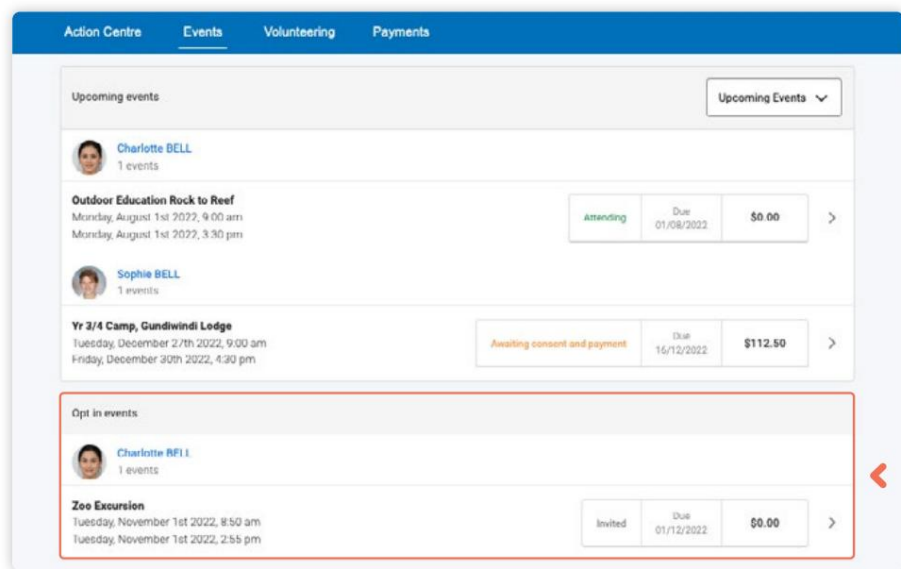 Action Centre Events Volunteering Payments
Upcoming events
Upcoming Events
Charlotte BELL
1 events
Outdoor Education Rock to Reef
Monday, August 1st 2022, 9:00 am
Monday, August 1st 2022, 3:30 pm
Attending
Due
01/08/2022
$0.00
Sophie BELL
1 events
Yr 3/4 Camp, Gundiwindi Lodge
Tuesday, December 27th 2022, 9:00 am
Friday, December 30th 2022, 4:30 pm
Awaiting consent and payment
Due
16/12/2022
$112.50
Opt in events
Charlotte BELL
1 events
Zoo Excursion
Tuesday, November 1st 2022, 8:50 am
Tuesday, November 1st 2022, 2:55 pm
Invited
Due
01/12/2022
$0.00